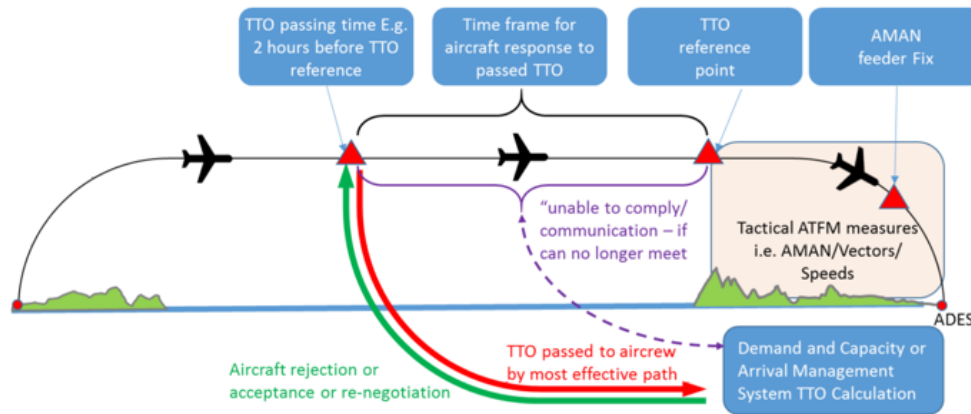 TTO passing time E.g.
2 hours before TTO
reference
Time frame for
aircraft response to
passed TTO
TTO
reference
point
AMAN
feeder Fix
“unable to comply/
communication – if
can no longer meet
Tactical ATFM measures
i.e. AMAN/Vectors/
Speeds
ADES
Aircraft rejection or
acceptance or re-negotiation
TTO passed to aircrew
by most effective path
Demand and Capacity or
Arrival Management
System TTO Calculation